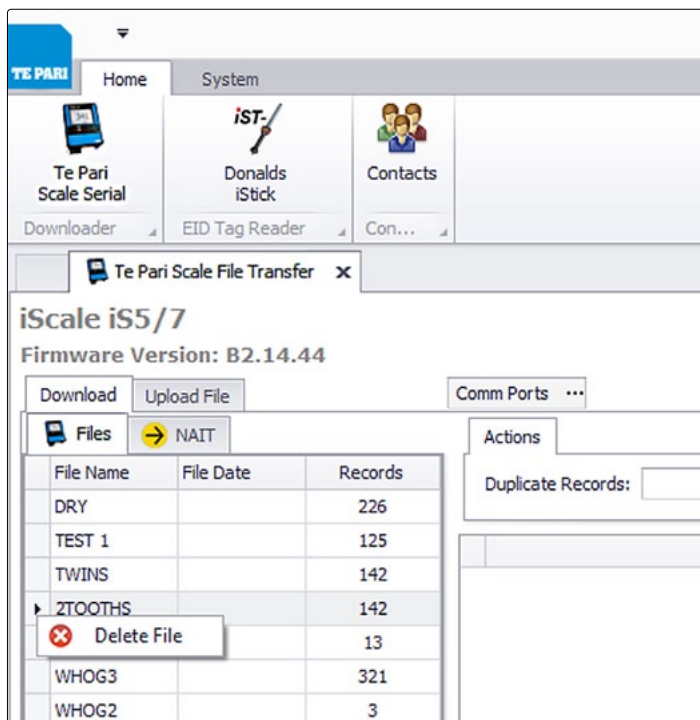 TE PARI
Home System
iST-
Te Pari
Scale Serial
Donalds
iStick
Contacts
Downloader EID Tag Reader Con...
Te Pari Scale File Transfer x
iScale iS5/7
Firmware Version: B2.14.44
Download Upload File Comm Ports ...
Files NAIT Actions
File Name File Date Records
Duplicate Records:
DRY 226
TEST 1 125
TWINS 142
2TOOTHS 142
Delete File 13
WHOG3 321
WHOG2 3